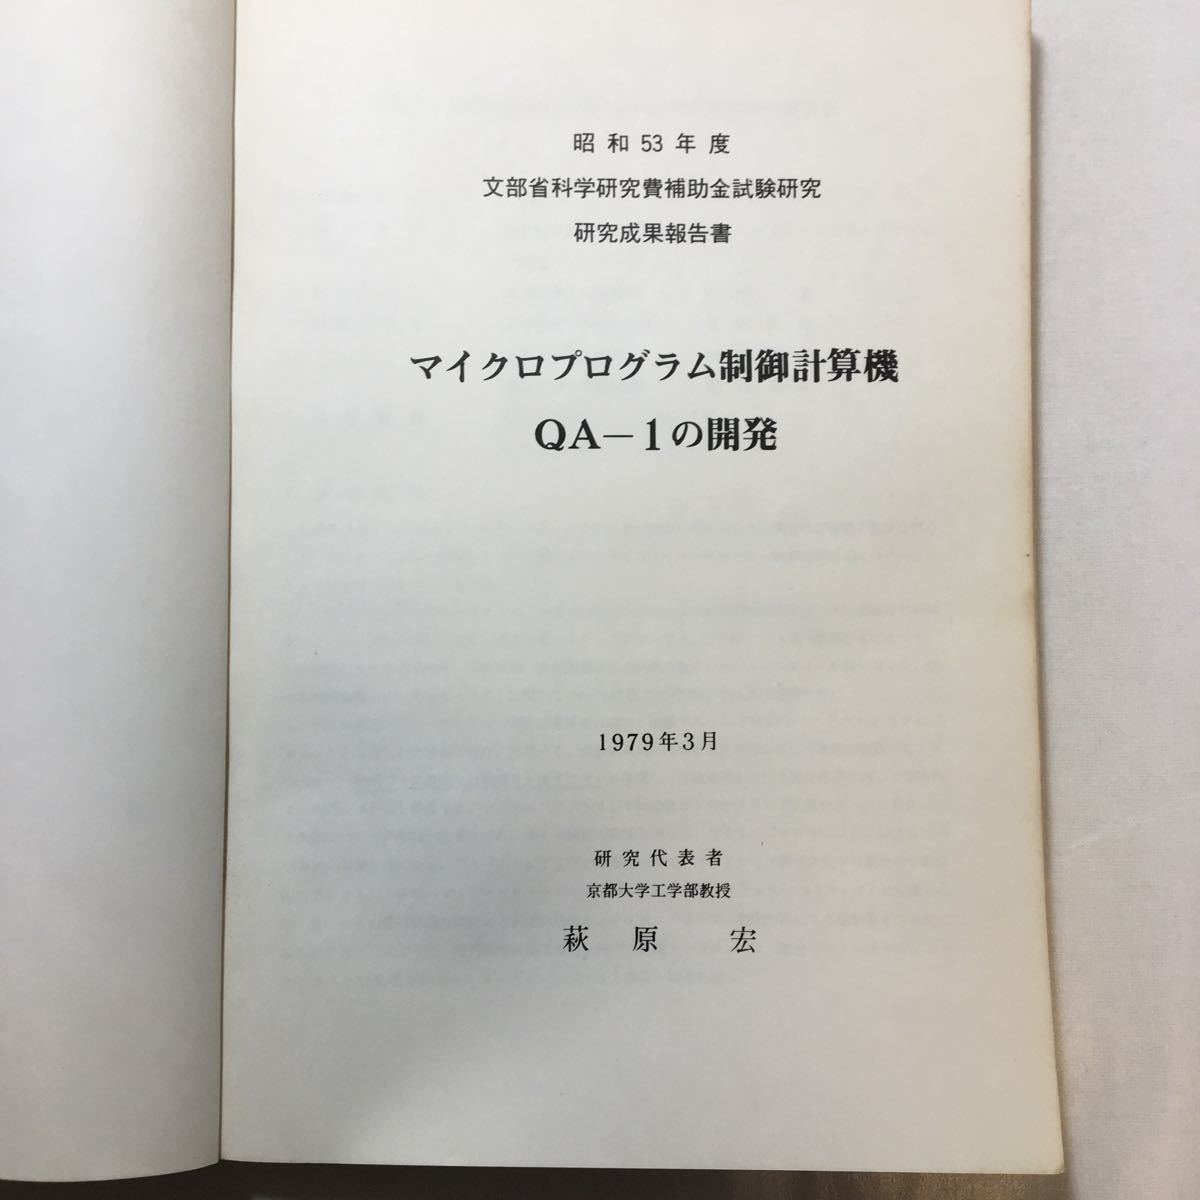 昭和53年度
文部省科学研究費補助金試験研究
研究成果報告書
マイクロプログラム制御計算機
QA－1の開発
1979年3月
研究代表者
京都大学工学部教授
萩原 宏